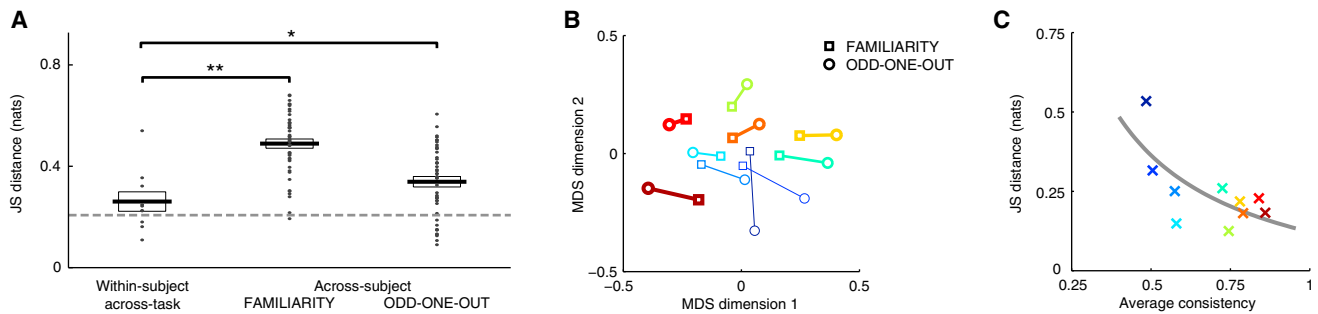 A
JS distance (nats)
0.8
0.4
0
*
**
Within-subject
across-task
Across-subject
FAMILIARITY
ODD-ONE-OUT
B
MDS dimension 2
0.5
0
−0.5
−0.5
0
0.5
MDS dimension 1
FAMILIARITY
ODD-ONE-OUT
C
JS distance (nats)
0.75
0.5
0.25
0
0.25
0.5
0.75
1
Average consistency